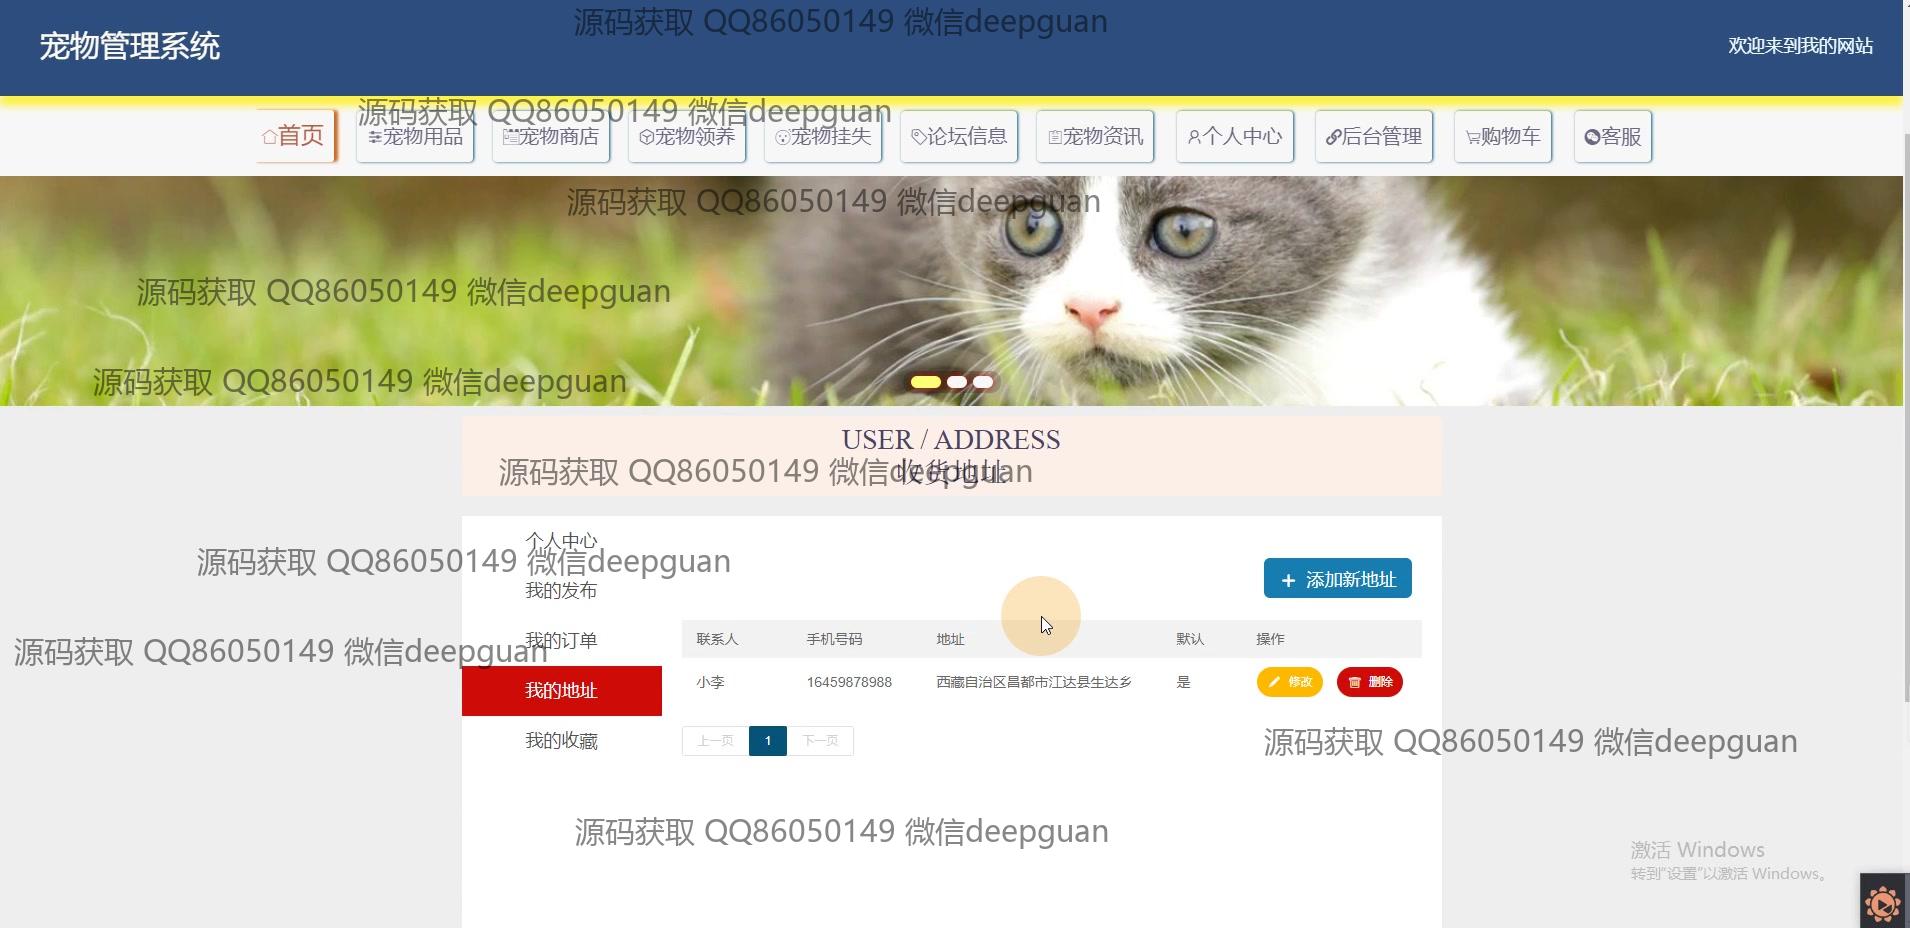 源码获取 QQ86050149 微信deepguan
宠物管理系统
欢迎来到我的网站
源码获取 QQ86050149 微信deepguan
首页 宠物用品 宠物商店 宠物领养 宠物挂失 论坛信息 宠物资讯 个人中心 后台管理 购物车 客服
源码获取 QQ86050149 微信deepguan
源码获取 QQ86050149 微信deepguan
源码获取 QQ86050149 微信deepguan
USER / ADDRESS
收货地址
源码获取 QQ86050149 微信deepguan
个人中心
源码获取 QQ86050149 微信deepguan
添加新地址
我的发布
我的订单
源码获取 QQ86050149 微信deepguan
联系人 手机号码 地址 默认 操作
小李 16459878988 西藏自治区昌都市江达县生达乡 是 修改 删除
我的地址
我的收藏
上一页 1 下一页
源码获取 QQ86050149 微信deepguan
源码获取 QQ86050149 微信deepguan
激活 Windows
转到“设置”以激活 Windows。